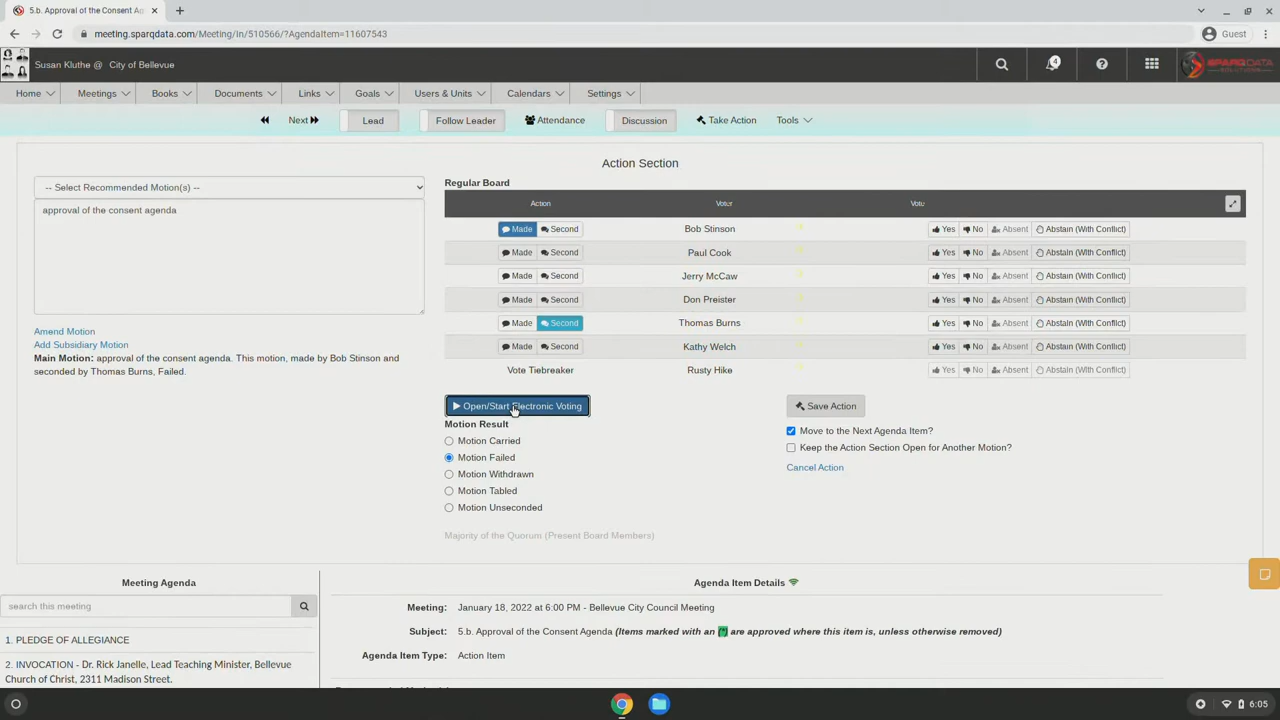 5.b. Approval of the Consent Ag
meeting.sparqdata.com/Meeting/In/510566/?AgendaItem=11607543
Guest
Susan Kluthe @ City of Bellevue
4
SPARQDATA
SOLUTIONS
Home Meetings Books Documents Links Goals Users & Units Calendars Settings
Next Lead Follow Leader Attendance Discussion Take Action Tools
Action Section
-- Select Recommended Motion(s) --
approval of the consent agenda
Amend Motion
Add Subsidiary Motion
Main Motion: approval of the consent agenda. This motion, made by Bob Stinson and
seconded by Thomas Burns, Failed.
Regular Board
Action Voter Vote
Made Second Bob Stinson Yes No Absent Abstain (With Conflict)
Made Second Paul Cook Yes No Absent Abstain (With Conflict)
Made Second Jerry McCaw Yes No Absent Abstain (With Conflict)
Made Second Don Preister Yes No Absent Abstain (With Conflict)
Made Second Thomas Burns Yes No Absent Abstain (With Conflict)
Made Second Kathy Welch Yes No Absent Abstain (With Conflict)
Vote Tiebreaker Rusty Hike Yes No Absent Abstain (With Conflict)
Open/Start Electronic Voting
Motion Result
Motion Carried
Motion Failed
Motion Withdrawn
Motion Tabled
Motion Unseconded
Majority of the Quorum (Present Board Members)
Save Action
Move to the Next Agenda Item?
Keep the Action Section Open for Another Motion?
Cancel Action
Meeting Agenda
search this meeting
1. PLEDGE OF ALLEGIANCE
2. INVOCATION - Dr. Rick Janelle, Lead Teaching Minister, Bellevue
Church of Christ, 2311 Madison Street.
Agenda Item Details
Meeting: January 18, 2022 at 6:00 PM - Bellevue City Council Meeting
Subject: 5.b. Approval of the Consent Agenda (Items marked with an (*) are approved where this item is, unless otherwise removed)
Agenda Item Type: Action Item
6:05